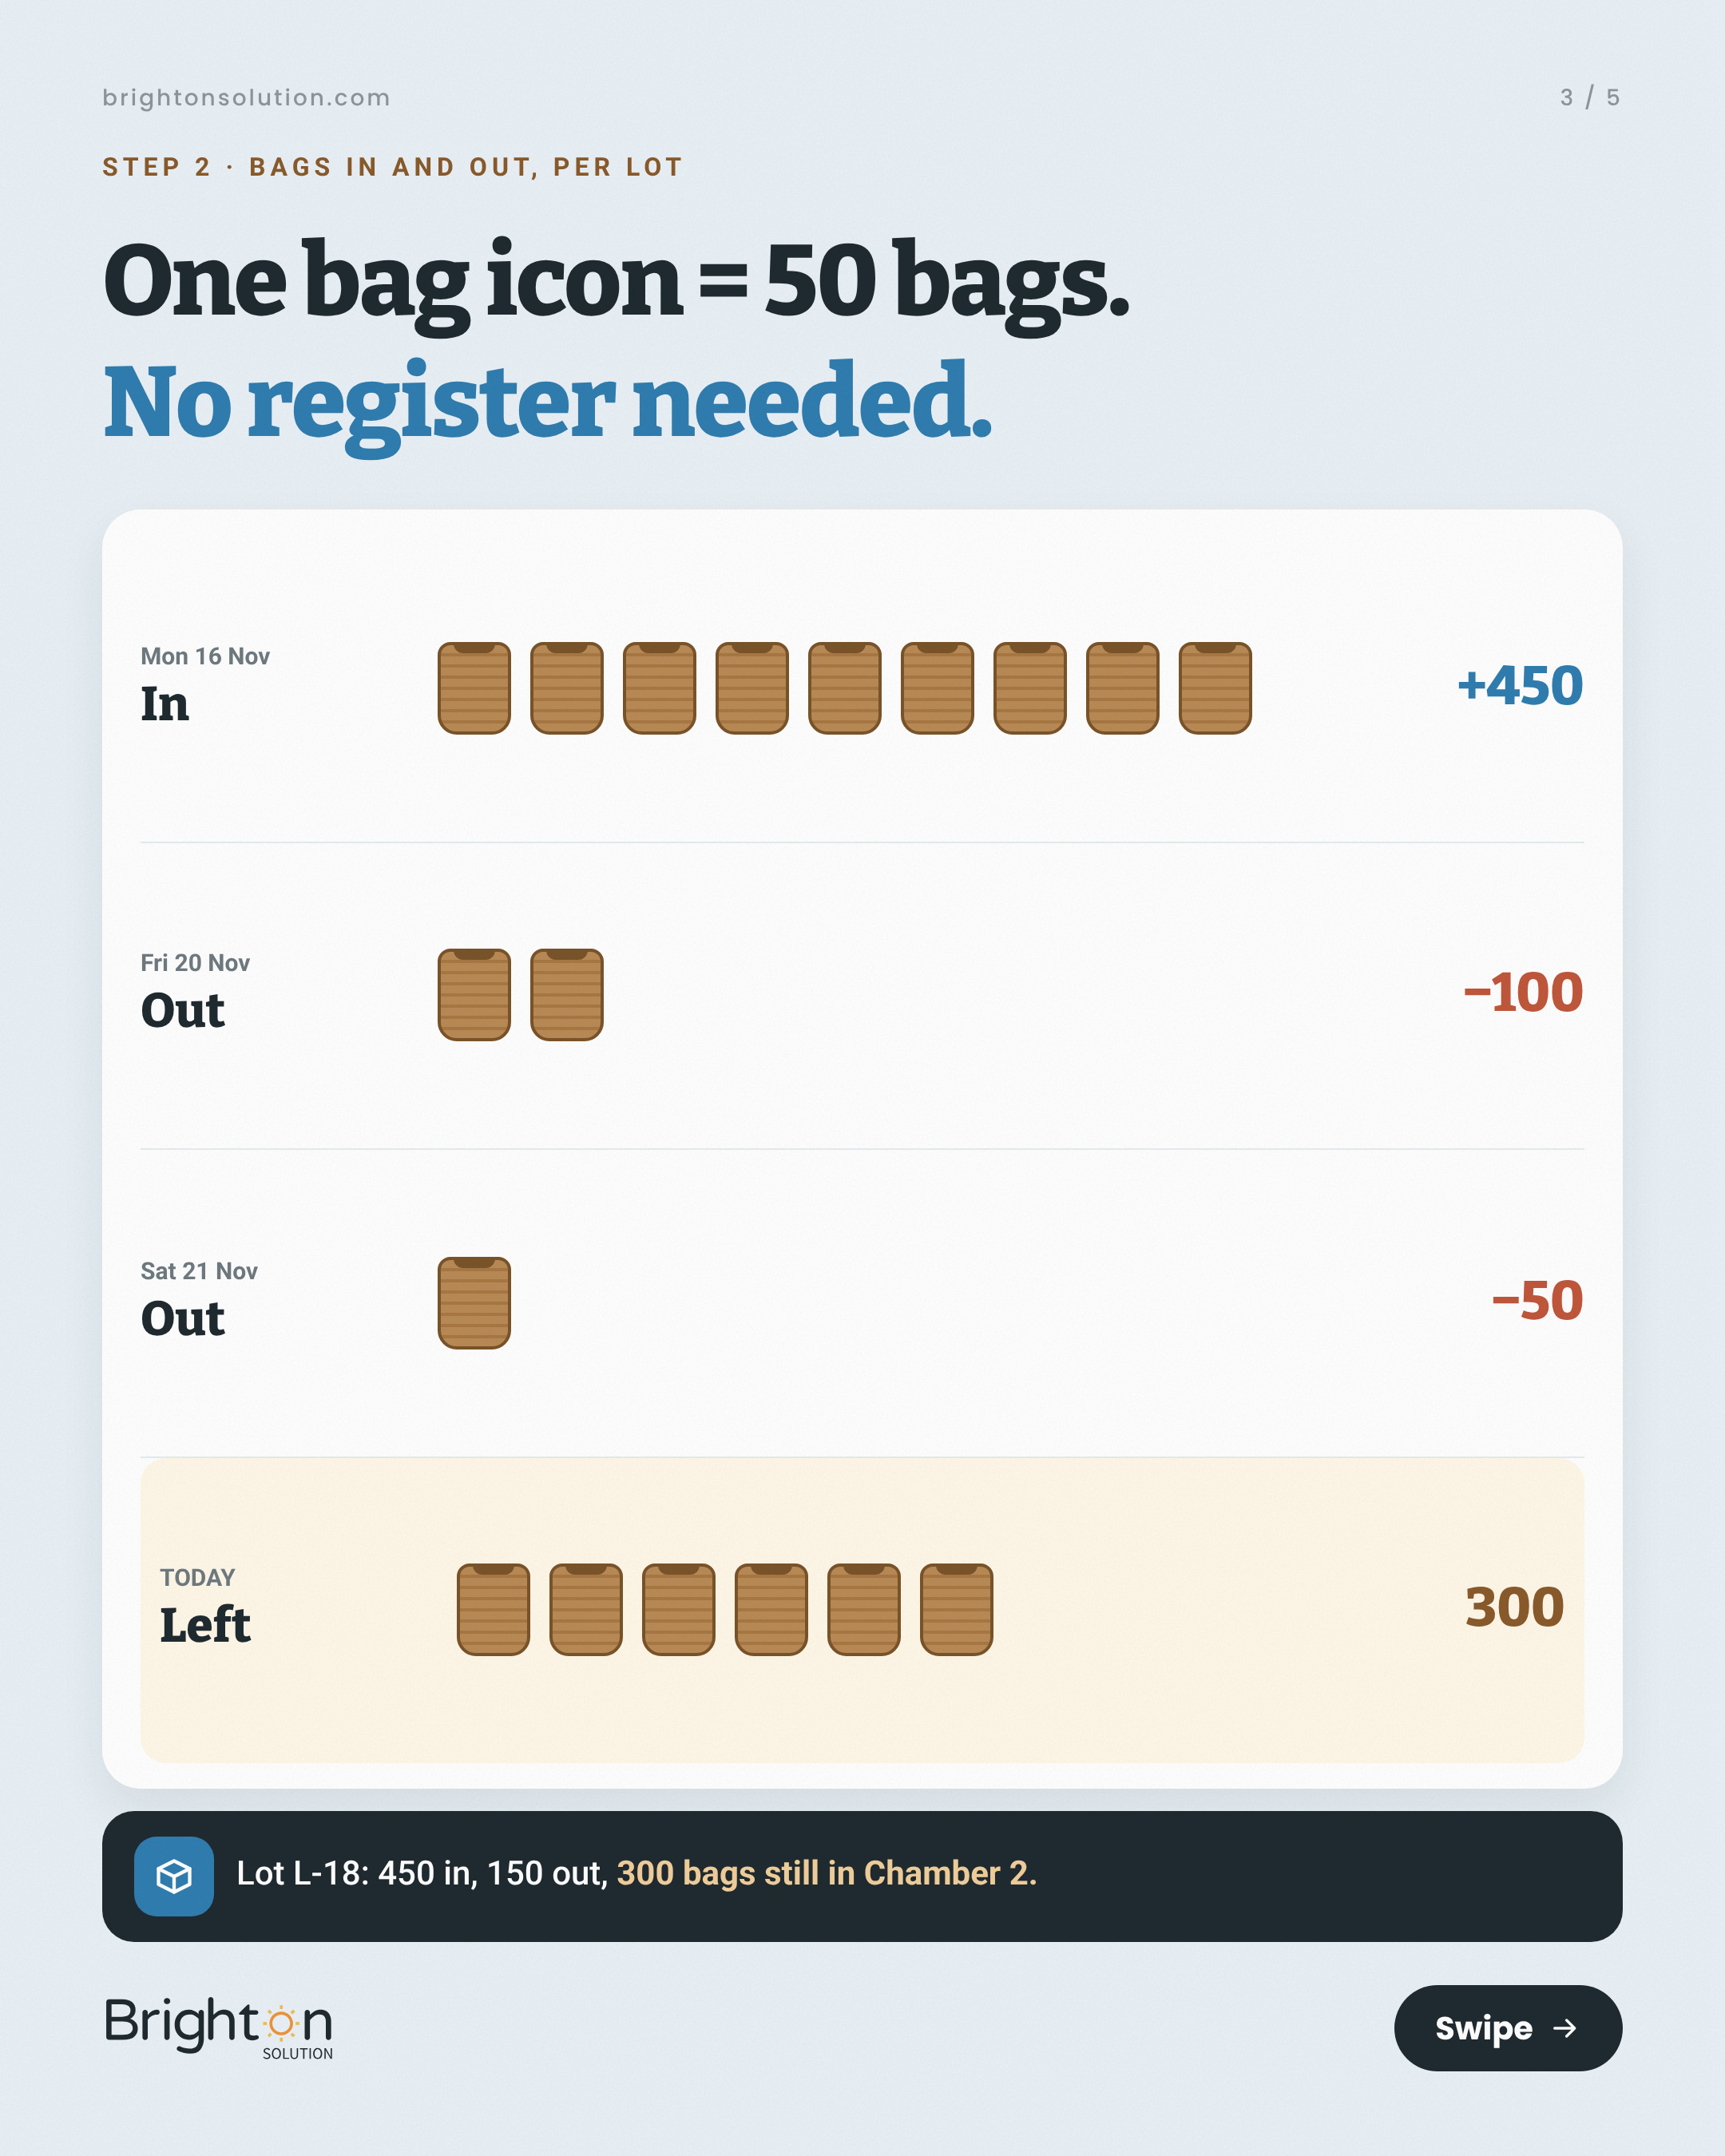 brightonsolution.com
3 / 5
STEP 2 · BAGS IN AND OUT, PER LOT
One bag icon = 50 bags.
No register needed.
Mon 16 Nov
In
+450
Fri 20 Nov
Out
−100
Sat 21 Nov
Out
−50
TODAY
Left
300
Lot L-18: 450 in, 150 out, 300 bags still in Chamber 2.
Brighton
SOLUTION
Swipe →